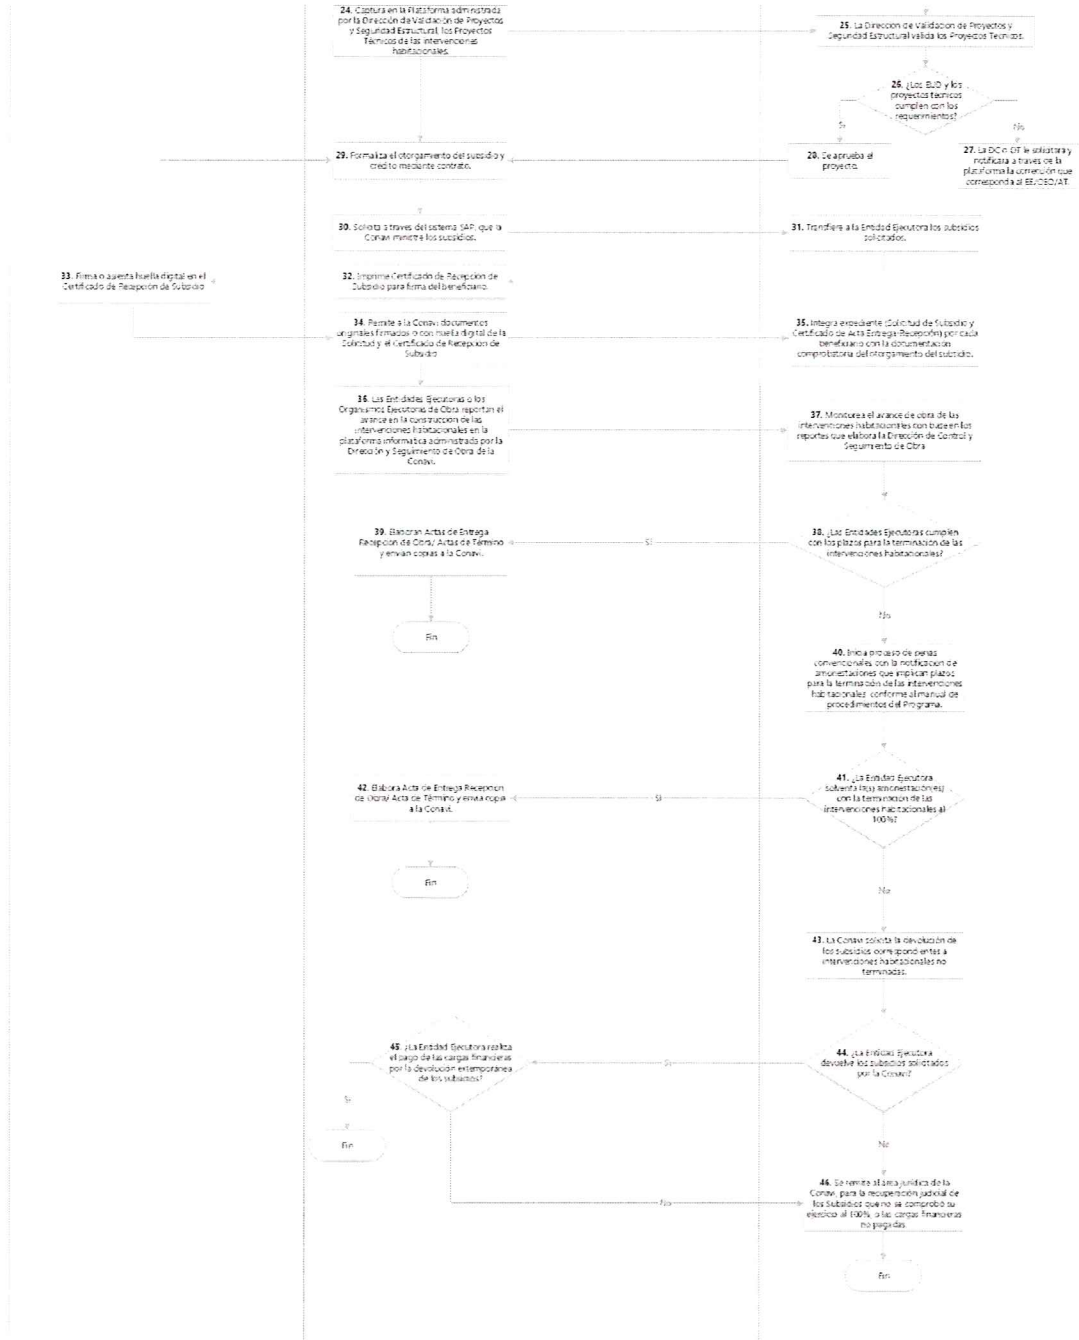 24. Captura en la Plataforma administrada
por la Dirección de Validación de Proyectos
y Seguridad Estructural, los Proyectos
Técnicos de las intervenciones
habitacionales.
25. La Dirección de Validación de Proyectos y
Seguridad Estructural valida los Proyectos Técnicos.
26. ¿Los EUD y los
proyectos técnicos
cumplen con los
requerimientos?
Si
No
29. Formaliza el otorgamiento del subsidio y
crédito mediante contrato.
28. Se aprueba el
proyecto.
27. La DC o DT le solicitara y
notificara a través de la
plataforma la corrección que
corresponda al EE/OEO/AT.
30. Solicita a través del sistema SAP, que la
Conavi ministre los subsidios.
31. Transfiere a la Entidad Ejecutora los subsidios
solicitados.
33. Firma o asienta huella digital en el
Certificado de Recepción de Subsidio
32. Imprime Certificado de Recepción de
Subsidio para firma del beneficiario.
34. Remite a la Conavi documentos
originales firmados o con huella digital de la
Solicitud y el Certificado de Recepción de
Subsidio
35. Integra expediente (Solicitud de Subsidio y
Certificado de Acta Entrega-Recepción) por cada
beneficiario con la documentación
comprobatoria del otorgamiento del subsidio.
36. Las Entidades Ejecutoras o los
Organismos Ejecutoras de Obra reportan el
avance en la construcción de las
intervenciones habitacionales en la
plataforma informática administrada por la
Dirección y Seguimiento de Obra de la
Conavi.
37. Monitorea el avance de obra de las
intervenciones habitacionales con base en los
reportes que elabora la Dirección de Control y
Seguimiento de Obra
39. Elaboran Actas de Entrega
Recepción de Obra/ Actas de Término
y envían copias a la Conavi.
Si
38. ¿Las Entidades Ejecutoras cumplen
con los plazos para la terminación de las
intervenciones habitacionales?
Fin
No
40. Inicia proceso de penas
convencionales con la notificación de
amonestaciones que implican plazos
para la terminación de las intervenciones
habitacionales, conforme al manual de
procedimientos del Programa.
42. Elabora Acta de Entrega Recepción
de Obra/ Acta de Término y envía copia
a la Conavi.
Si
41. ¿La Entidad Ejecutora
solventa la(s) amonestación(es)
con la terminación de las
intervenciones habitacionales al
100%?
Fin
No
43. La Conavi solicita la devolución de
los subsidios correspondientes a
intervenciones habitacionales no
terminadas.
45. ¿La Entidad Ejecutora realiza
el pago de las cargas financieras
por la devolución extemporánea
de los subsidios?
Si
44. ¿La Entidad Ejecutora
devuelve los subsidios solicitados
por la Conavi?
Si
Fin
No
46. Se remite al área jurídica de la
Conavi, para la recuperación judicial de
los Subsidios que no se comprobó su
ejercicio al 100%, o las cargas financieras
no pagadas
No
Fin